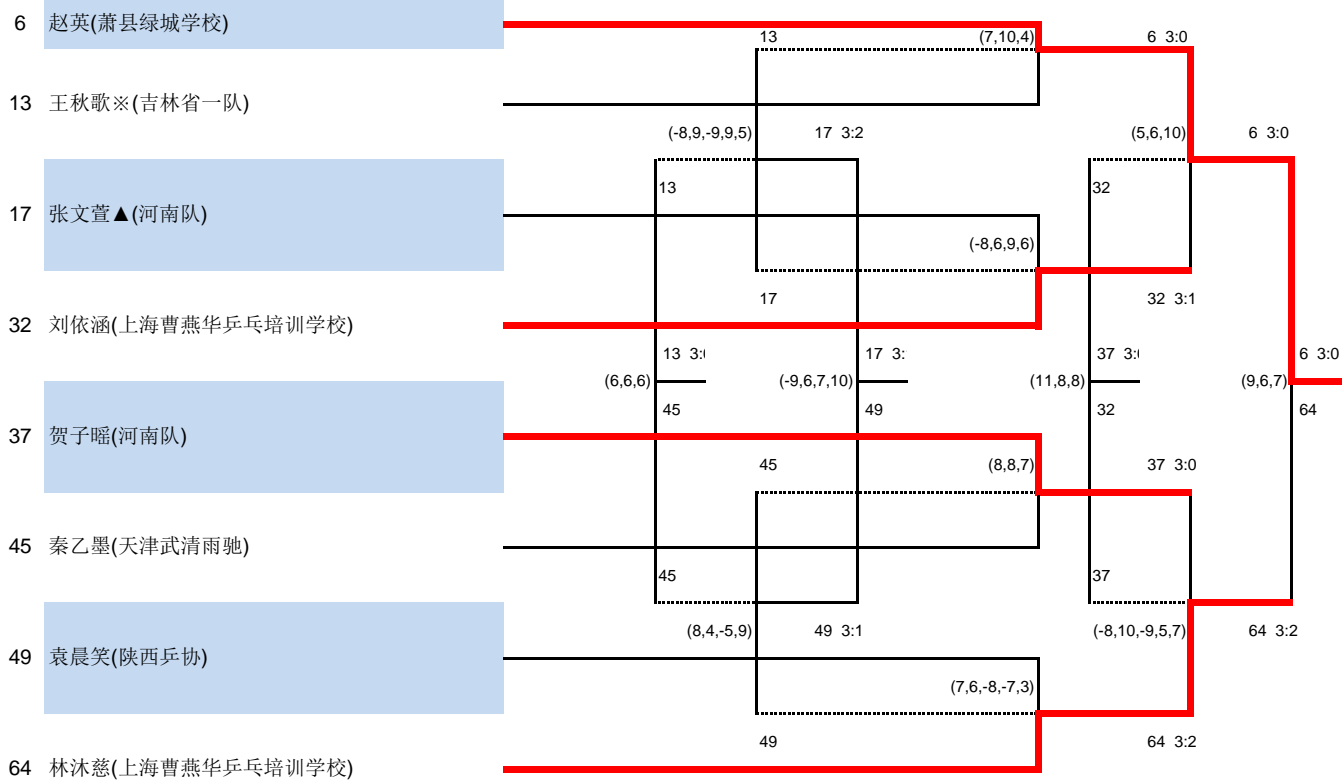 6 赵英(萧县绿城学校)
13 (7,10,4) 6 3:0
13 王秋歌※(吉林省一队)
(-8,9,-9,9,5) 17 3:2 (5,6,10) 6 3:0
13 32
17 张文萱▲(河南队)
(-8,6,9,6)
17 32 3:1
32 刘依涵(上海曹燕华乒乓培训学校)
13 3: 17 3: 37 3: 6 3:0
(6,6,6) (-9,6,7,10) (11,8,8) (9,6,7)
45 49 32 64
37 贺子暚(河南队)
45 (8,8,7) 37 3:0
45 秦乙墨(天津武清雨驰)
45 37
(8,4,-5,9) 49 3:1 (-8,10,-9,5,7) 64 3:2
49 袁晨笑(陕西乒协)
(7,6,-8,-7,3)
49 64 3:2
64 林沐慈(上海曹燕华乒乓培训学校)